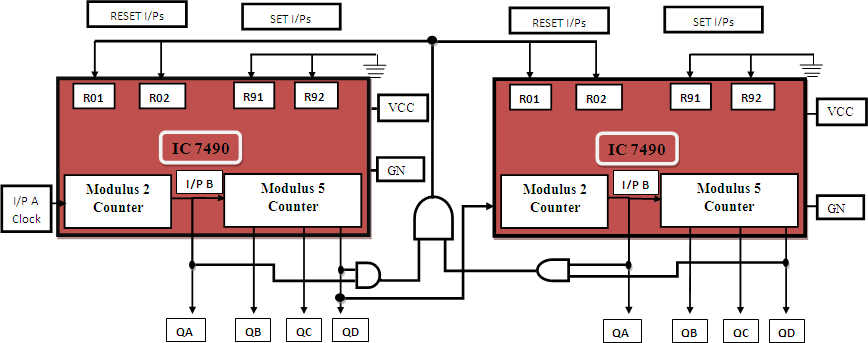 RESET I/Ps
SET I/Ps
RESET I/Ps
SET I/Ps
R01
R02
R91
R92
VCC
R01
R02
R91
R92
VCC
IC 7490
IC 7490
GN
I/P B
I/P B
I/P A
Clock
Modulus 2
Counter
Modulus 5
Counter
Modulus 2
Counter
Modulus 5
Counter
GN
QA
QB
QC
QD
QA
QB
QC
QD